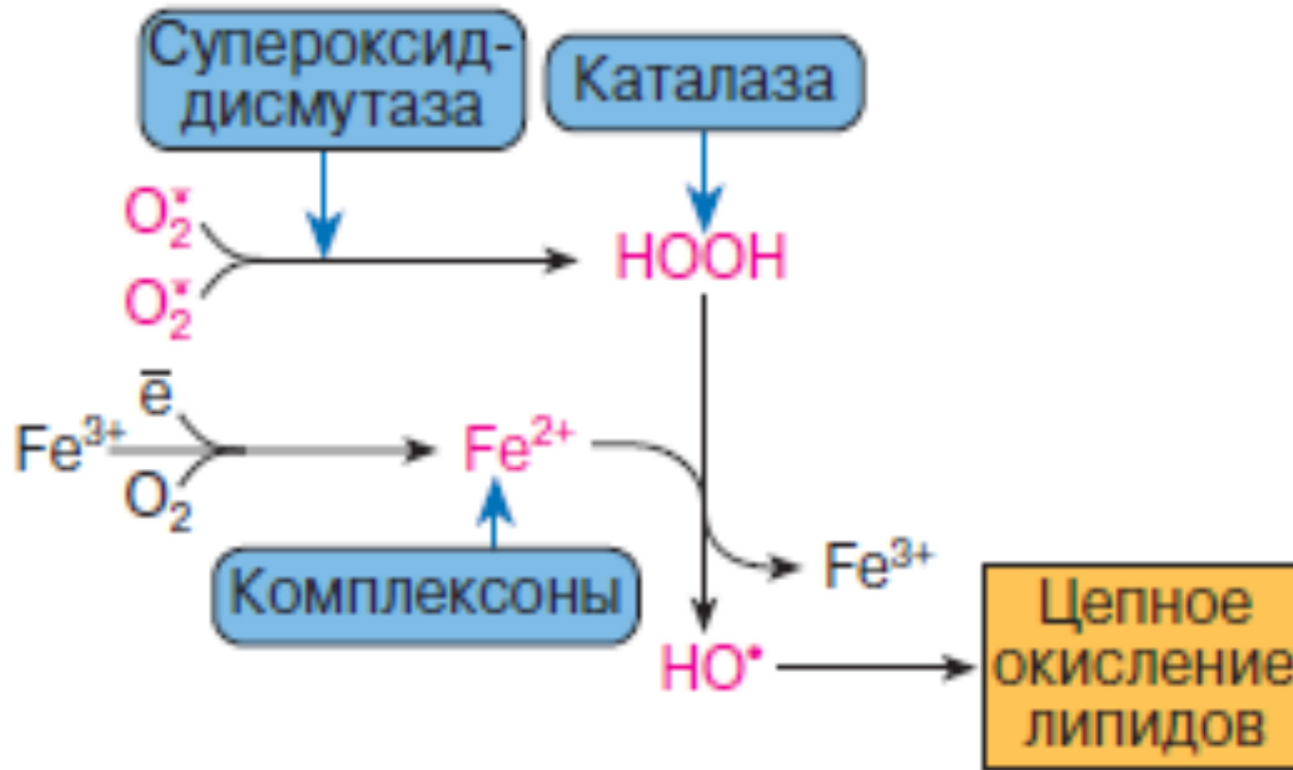 Супероксид-
дисмутаза
Каталаза
O₂•̄
O₂•̄
HOOH
e̅
Fe³⁺
O₂
Fe²⁺
Комплексоны
Fe³⁺
HO•
Цепное
окисление
липидов